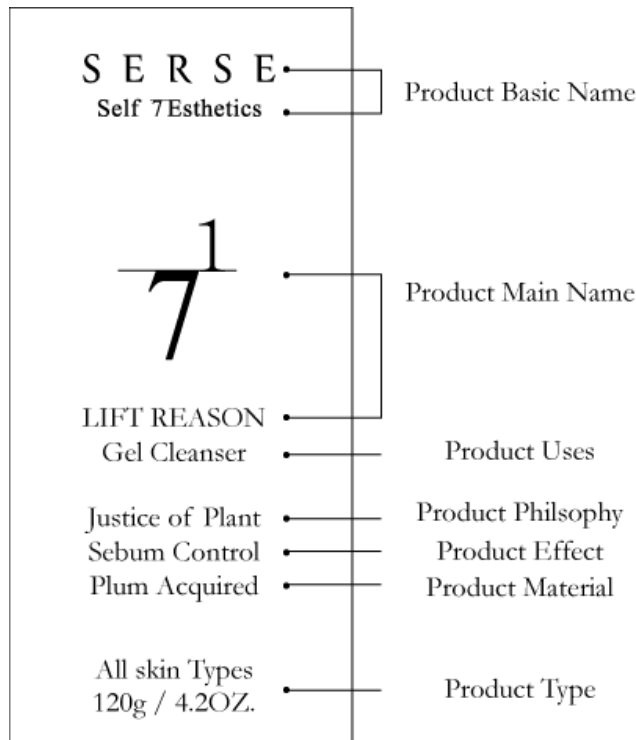 S E R S E
Self 7Esthetics
Product Basic Name
1
7
Product Main Name
LIFT REASON
Gel Cleanser
Product Uses
Justice of Plant
Product Philsophy
Sebum Control
Product Effect
Plum Acquired
Product Material
All skin Types
120g / 4.2OZ.
Product Type